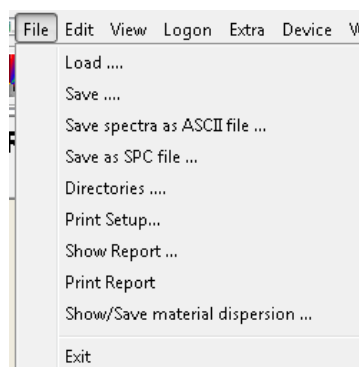 File Edit View Logon Extra Device
Load ....
Save ....
Save spectra as ASCII file ...
Save as SPC file ...
Directories ....
Print Setup...
Show Report ...
Print Report
Show/Save material dispersion ...
Exit